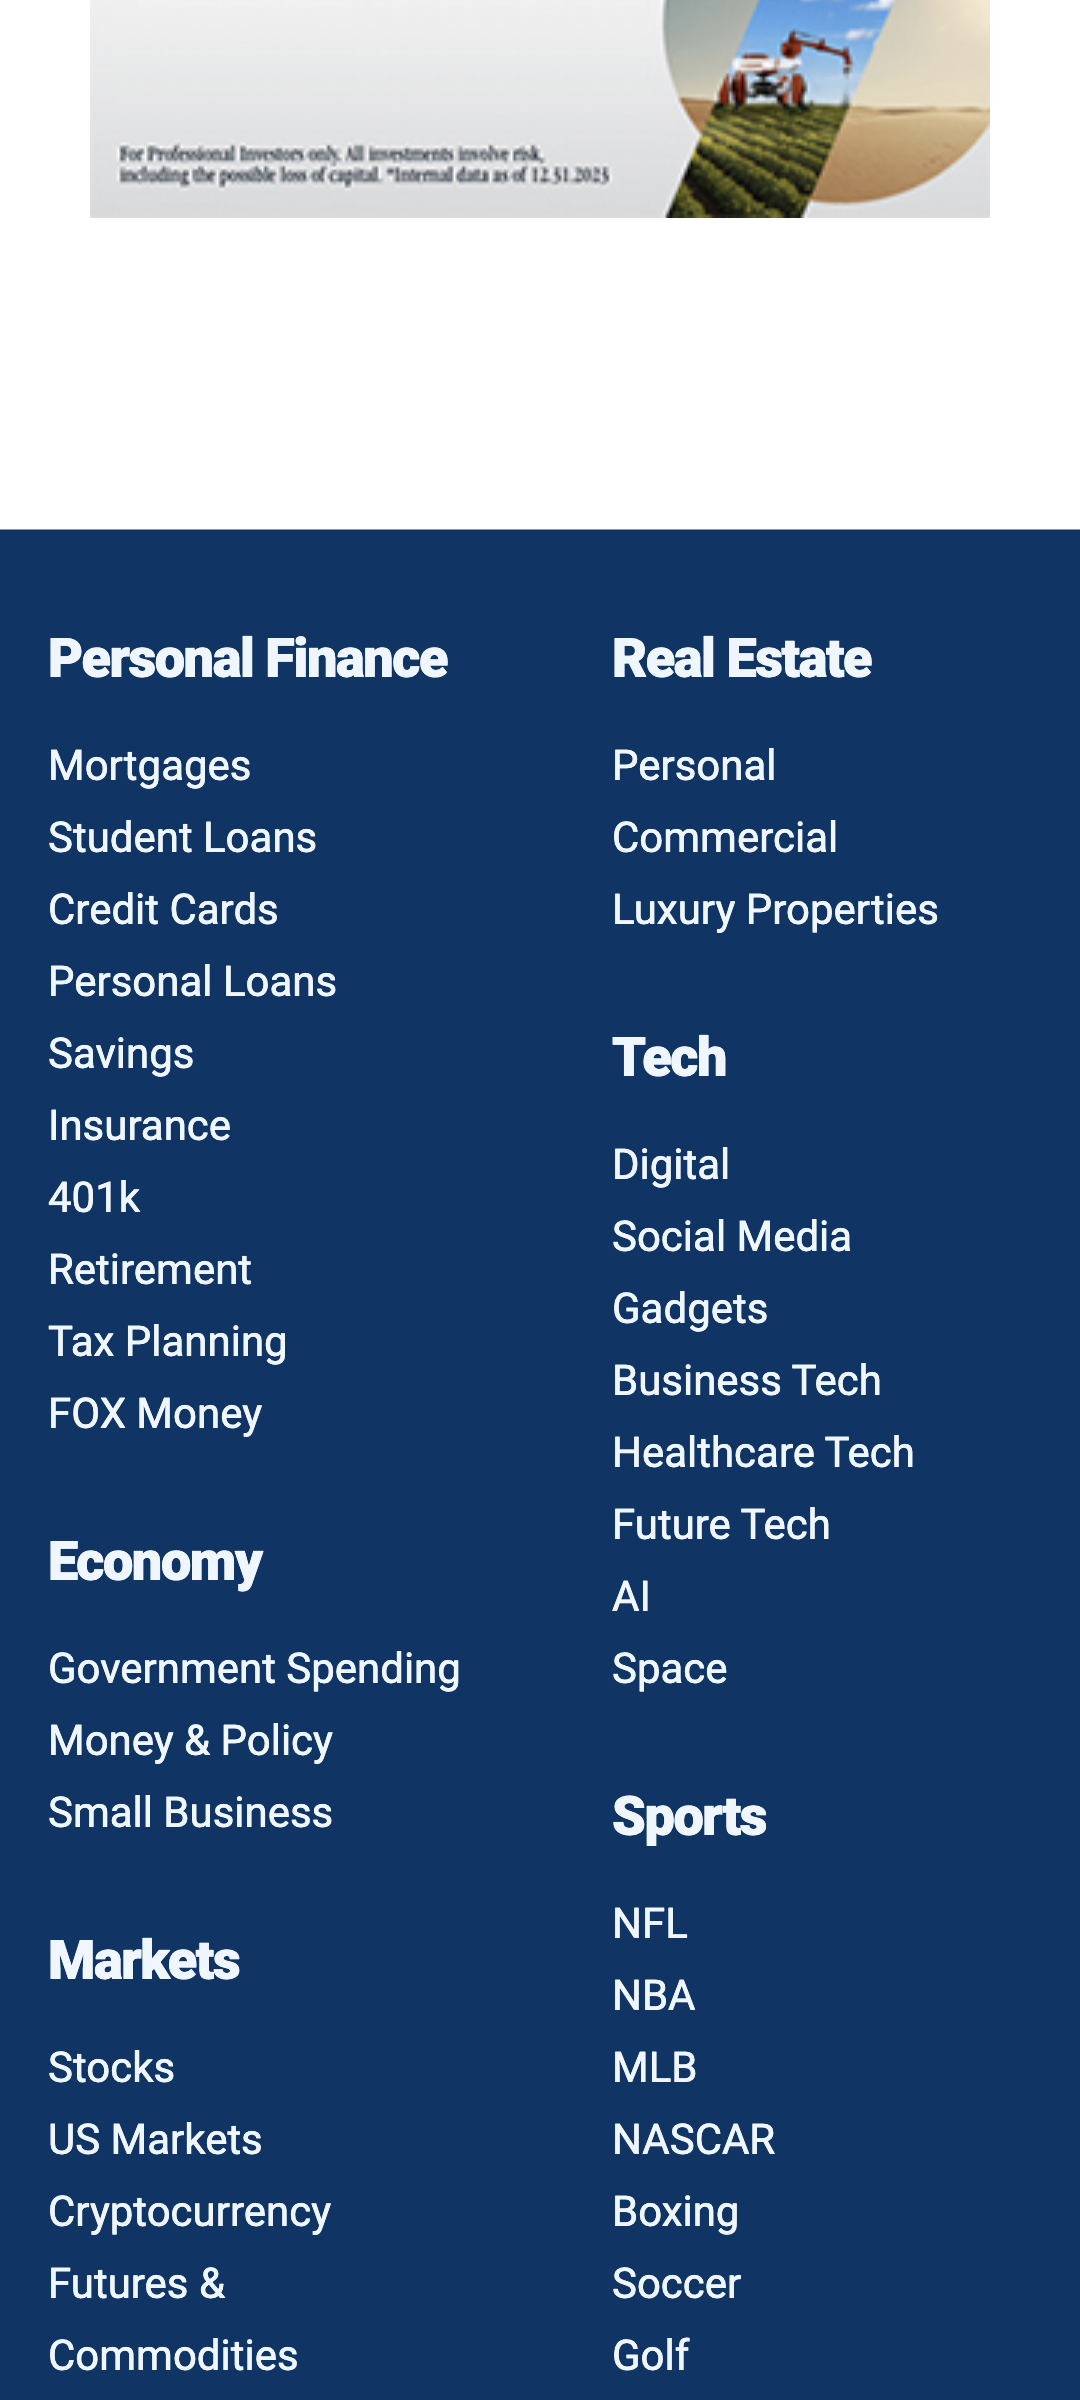 For Professional Investors only. All investments involve risk,
including the possible loss of capital. *Internal data as of 12.31.2023
Personal Finance
Mortgages
Student Loans
Credit Cards
Personal Loans
Savings
Insurance
401k
Retirement
Tax Planning
FOX Money
Economy
Government Spending
Money & Policy
Small Business
Markets
Stocks
US Markets
Cryptocurrency
Futures &
Commodities
Real Estate
Personal
Commercial
Luxury Properties
Tech
Digital
Social Media
Gadgets
Business Tech
Healthcare Tech
Future Tech
AI
Space
Sports
NFL
NBA
MLB
NASCAR
Boxing
Soccer
Golf